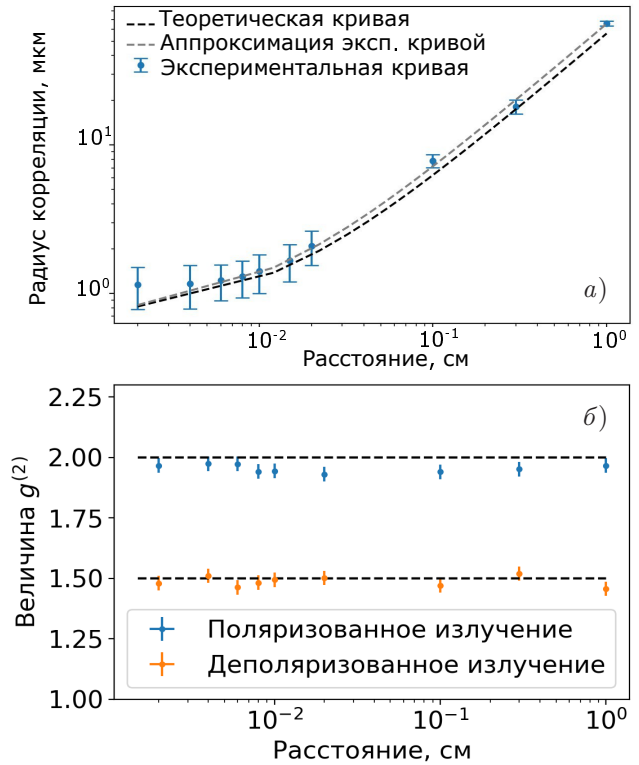 Теоретическая кривая
Аппроксимация эксп. кривой
Экспериментальная кривая
Радиус корреляции, мкм
10¹
10⁰
а)
10⁻² 10⁻¹ 10⁰
Расстояние, см
б)
Величина g⁽²⁾
2.25
2.00
1.75
1.50
1.25
1.00
Поляризованное излучение
Деполяризованное излучение
10⁻² 10⁻¹ 10⁰
Расстояние, см